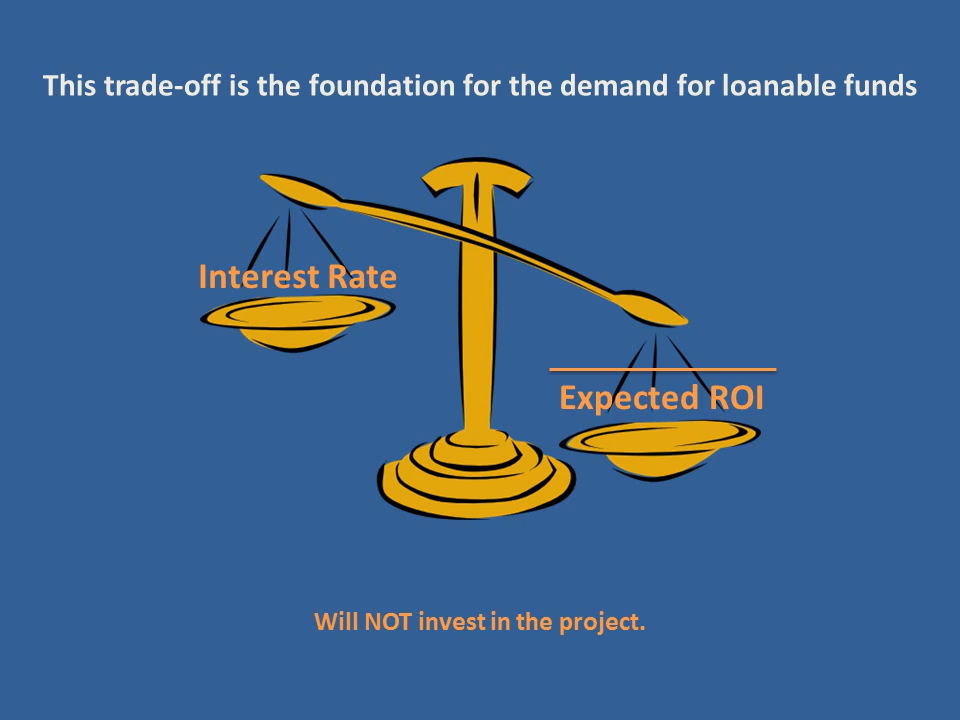 This trade-off is the foundation for the demand for loanable funds
Interest Rate
Expected ROI
Will NOT invest in the project.